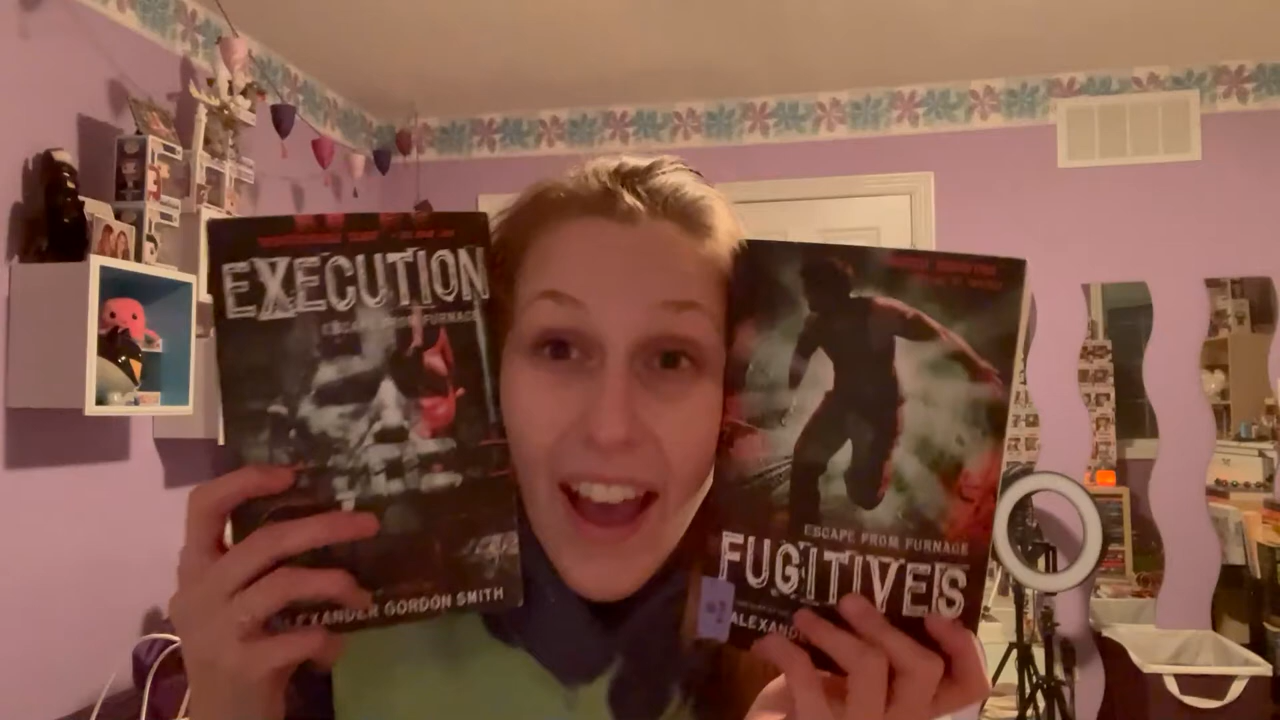 EXECUTION
ESCAPE FROM FURNACE
ALEXANDER GORDON SMITH
ESCAPE FROM FURNACE
FUGITIVES